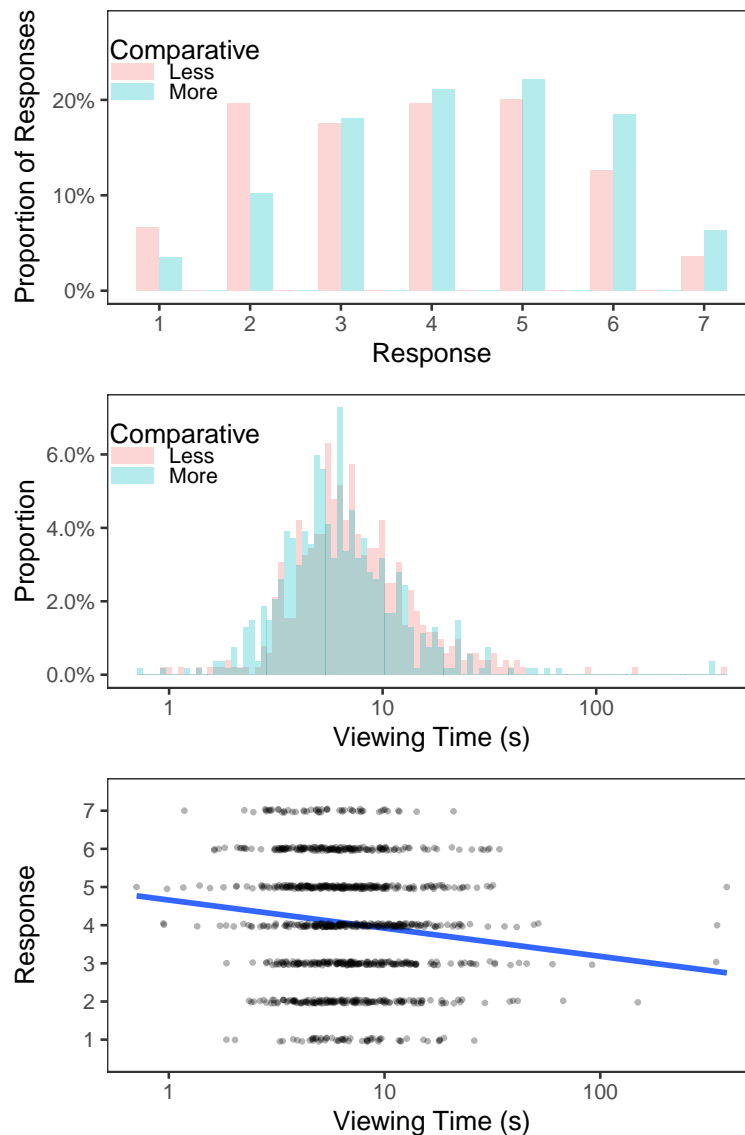 Proportion of Responses
Comparative
Less
More
20%
10%
0%
1 2 3 4 5 6 7
Response
Proportion
Comparative
Less
More
6.0%
4.0%
2.0%
0.0%
1 10 100
Viewing Time (s)
Response
7
6
5
4
3
2
1
1 10 100
Viewing Time (s)